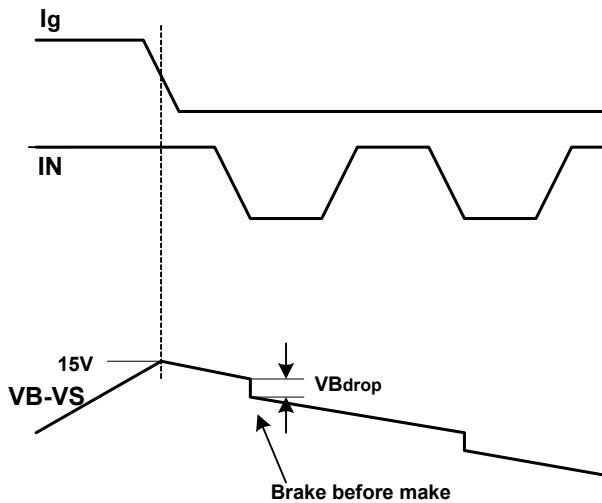 Ig
IN
15V
VB-VS
VBdrop
Brake before make